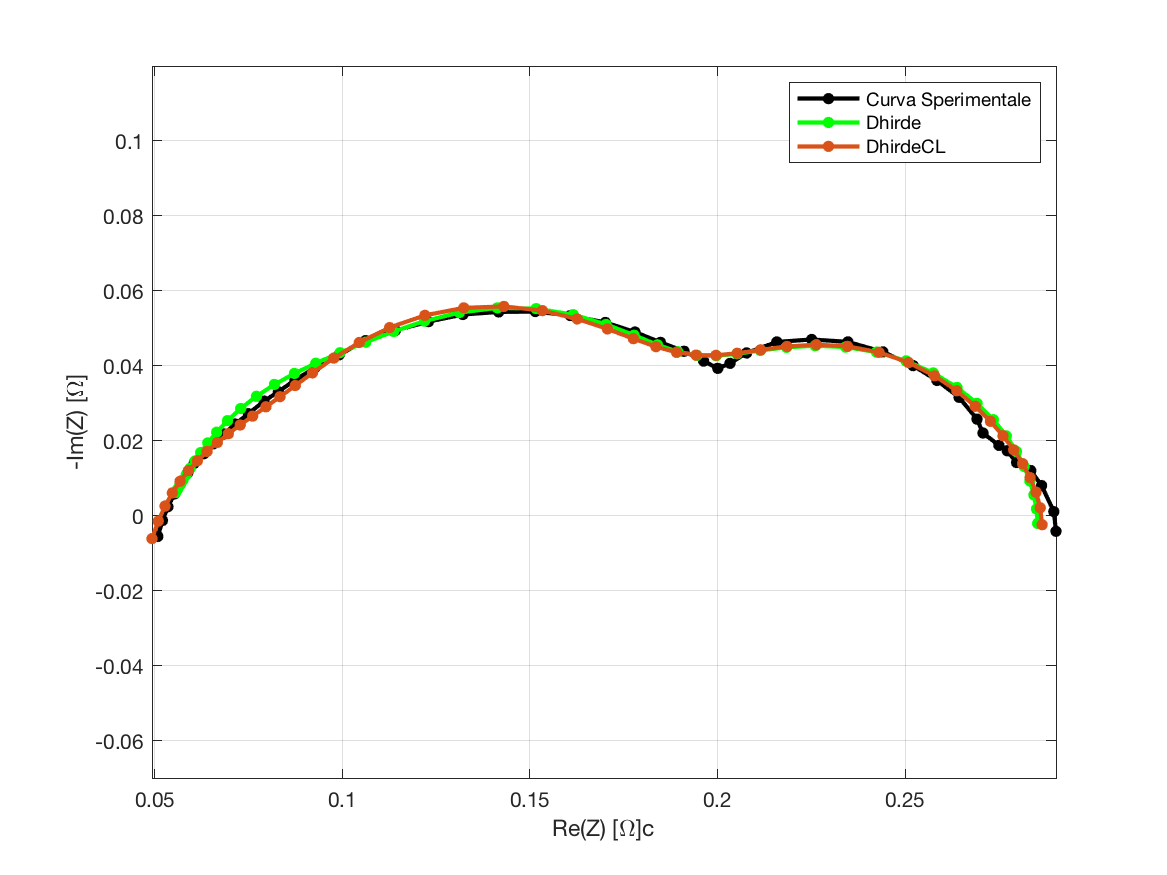 Curva Sperimentale
Dhirde
DhirdeCL
0.1
0.08
0.06
0.04
0.02
0
-0.02
-0.04
-0.06
-Im(Z) [Ω]
0.05 0.1 0.15 0.2 0.25
Re(Z) [Ω]c